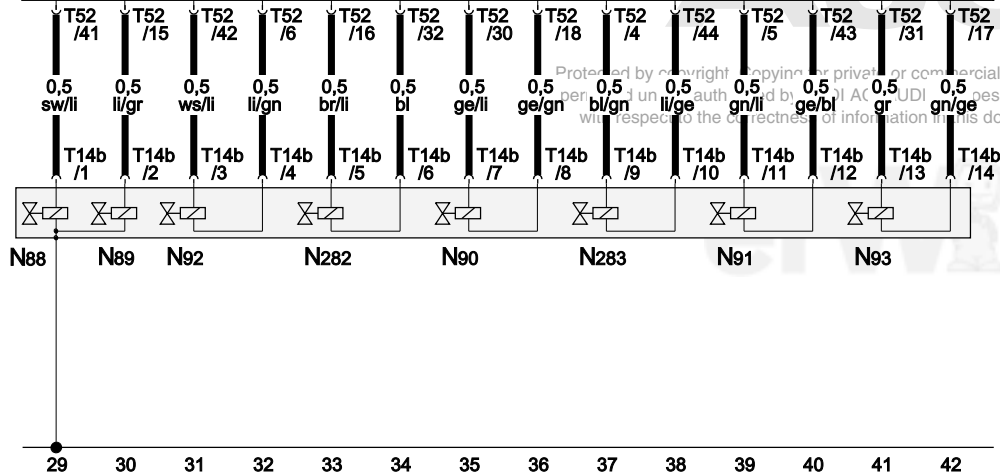 T52 T52 T52 T52 T52 T52 T52 T52 T52 T52 T52 T52 T52 T52
/41 /15 /42 /6 /16 /32 /30 /18 /4 /44 /5 /43 /31 /17
0,5 0,5 0,5 0,5 0,5 0,5 0,5 0,5 0,5 0,5 0,5 0,5 0,5 0,5
sw/li li/gr ws/li li/gn br/li bl ge/li ge/gn bl/gn li/ge gn/li ge/bl gr gn/ge
T14b T14b T14b T14b T14b T14b T14b T14b T14b T14b T14b T14b T14b T14b
/1 /2 /3 /4 /5 /6 /7 /8 /9 /10 /11 /12 /13 /14
N88 N89 N92 N282 N90 N283 N91 N93
29 30 31 32 33 34 35 36 37 38 39 40 41 42
by
or commercial
with respect to the correctness of information in this